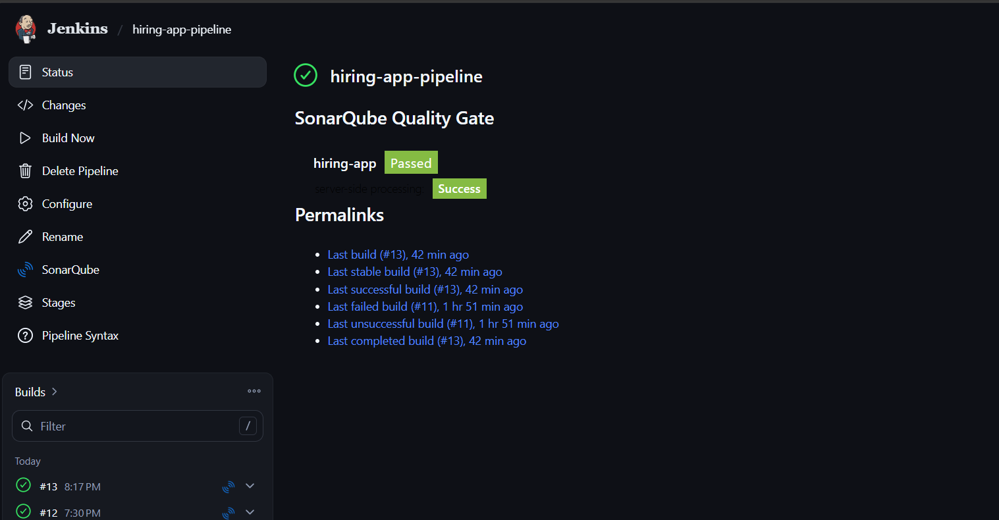 Jenkins / hiring-app-pipeline
Status
Changes
Build Now
Delete Pipeline
Configure
Rename
SonarQube
Stages
Pipeline Syntax
Builds
Filter /
Today
#13 8:17 PM
#12 7:30 PM
hiring-app-pipeline
SonarQube Quality Gate
hiring-app Passed
server-side processing Success
Permalinks
Last build (#13), 42 min ago
Last stable build (#13), 42 min ago
Last successful build (#13), 42 min ago
Last failed build (#11), 1 hr 51 min ago
Last unsuccessful build (#11), 1 hr 51 min ago
Last completed build (#13), 42 min ago